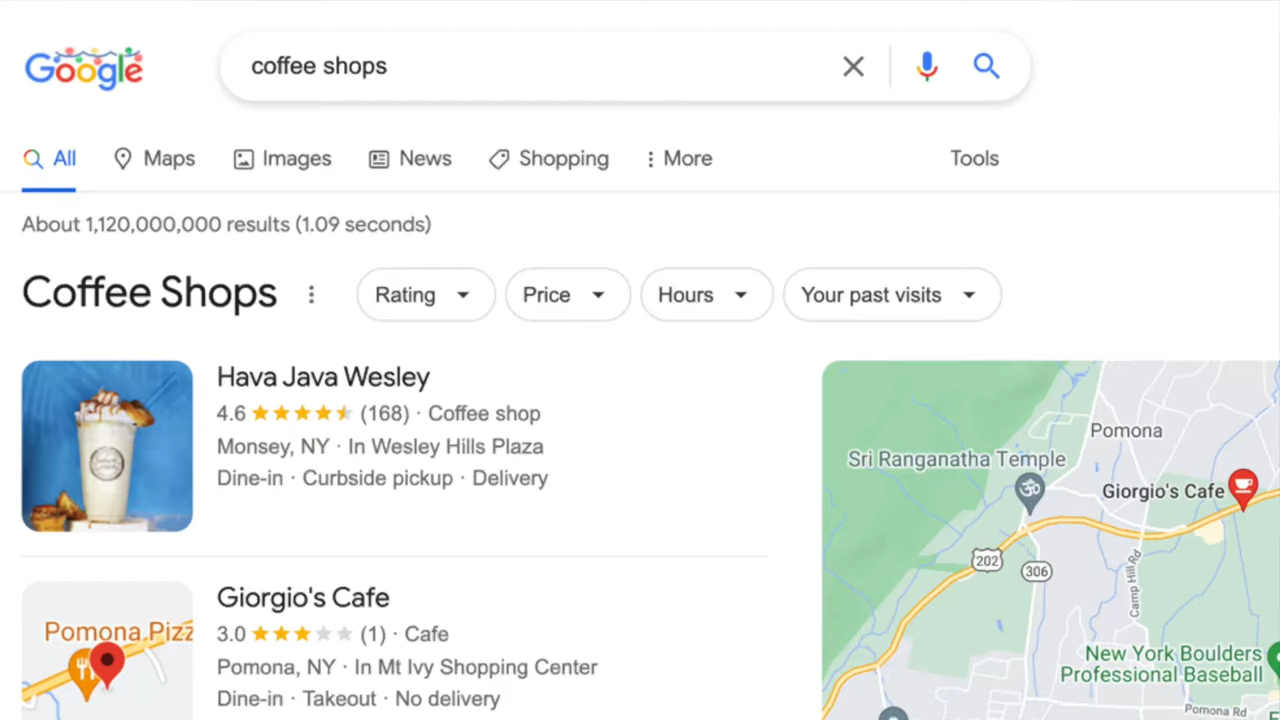 Google
coffee shops
All Maps Images News Shopping More Tools
About 1,120,000,000 results (1.09 seconds)
Coffee Shops
Rating Price Hours Your past visits
Hava Java Wesley
4.6 (168) · Coffee shop
Monsey, NY · In Wesley Hills Plaza
Dine-in · Curbside pickup · Delivery
Giorgio's Cafe
3.0 (1) · Cafe
Pomona, NY · In Mt Ivy Shopping Center
Dine-in · Takeout · No delivery
Pomona Pizz
Pomona
Sri Ranganatha Temple
Giorgio's Cafe
202
306
Camp Hill Rd
New York Boulders
Professional Baseball
Pomona Rd